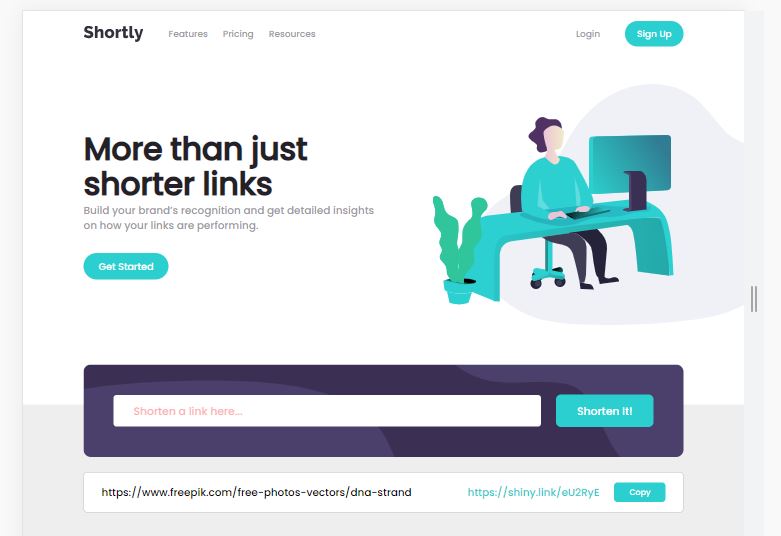 Shortly Features Pricing Resources Login Sign Up
More than just
shorter links
Build your brand's recognition and get detailed insights
on how your links are performing.
Get Started
Shorten a link here...
Shorten It!
https://www.freepik.com/free-photos-vectors/dna-strand https://shiny.link/eU2RyE Copy